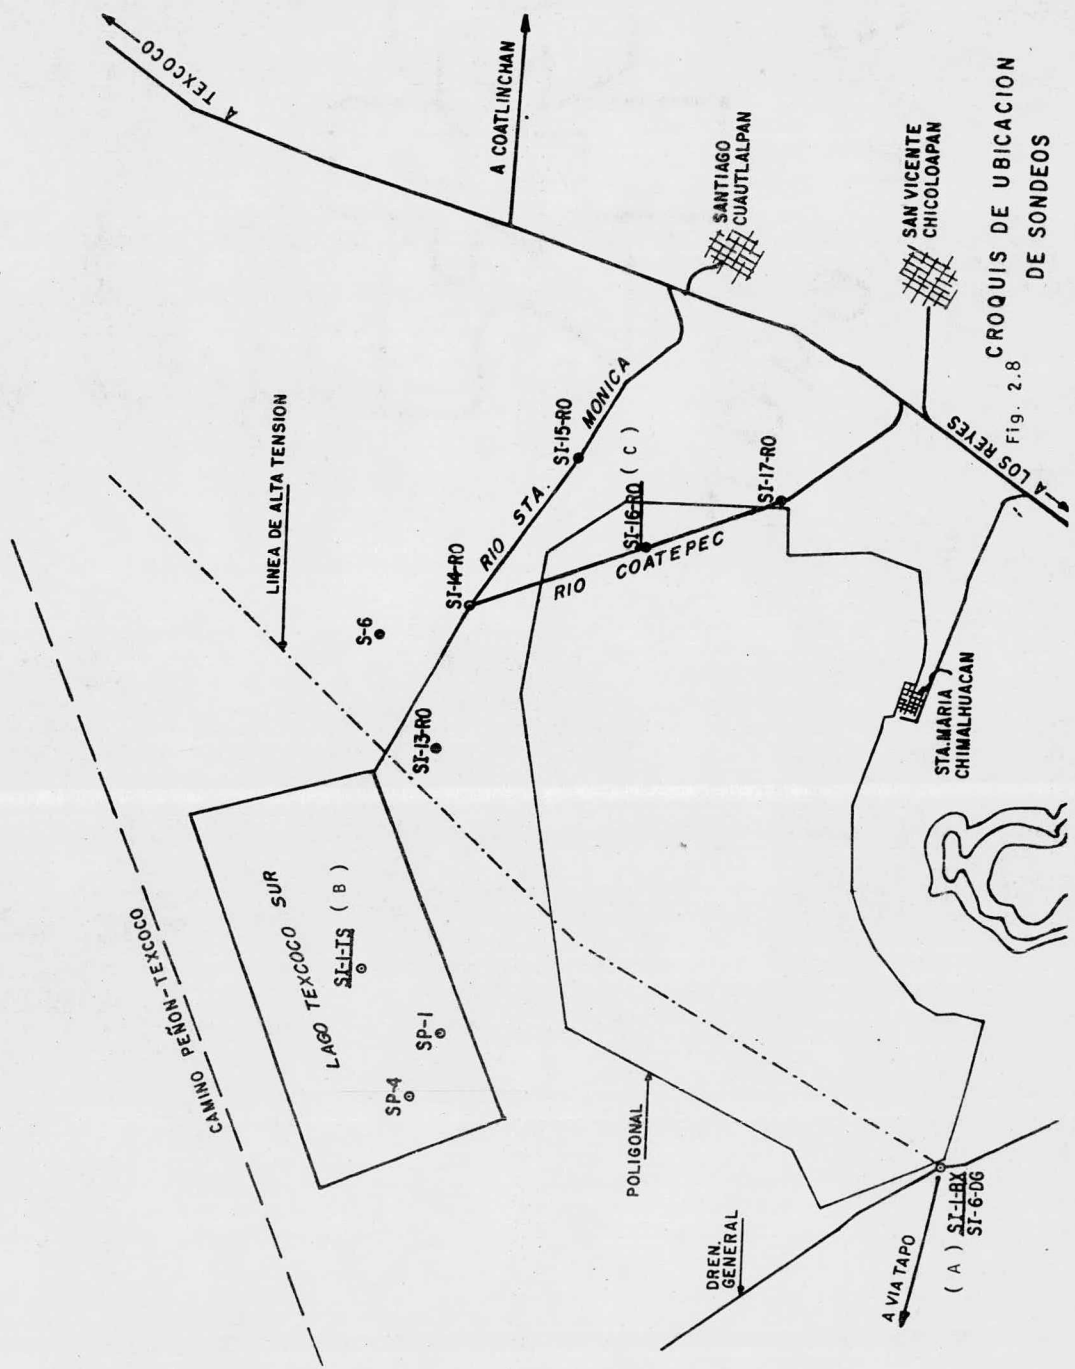 A TEXCOCO
A COATLINCHAN
SANTIAGO
CUAUTLALPAN
SAN VICENTE
CHICOLOAPAN
CROQUIS DE UBICACION
DE SONDEOS
Fig. 2.8
A LOS REYES
LINEA DE ALTA TENSION
RIO STA. MONICA
SI-15-RO
SI-14-RO
SI-16-RO ( C )
SI-17-RO
RIO COATEPEC
S-6
SI-13-RO
STA.MARIA
CHIMALHUACAN
CAMINO PEÑON-TEXCOCO
LAGO TEXCOCO SUR
SI-1-TS ( B )
SP-1
SP-4
POLIGONAL
DREN.
GENERAL
A VIA TAPO
( A ) SI-1-BX
SI-6-DG